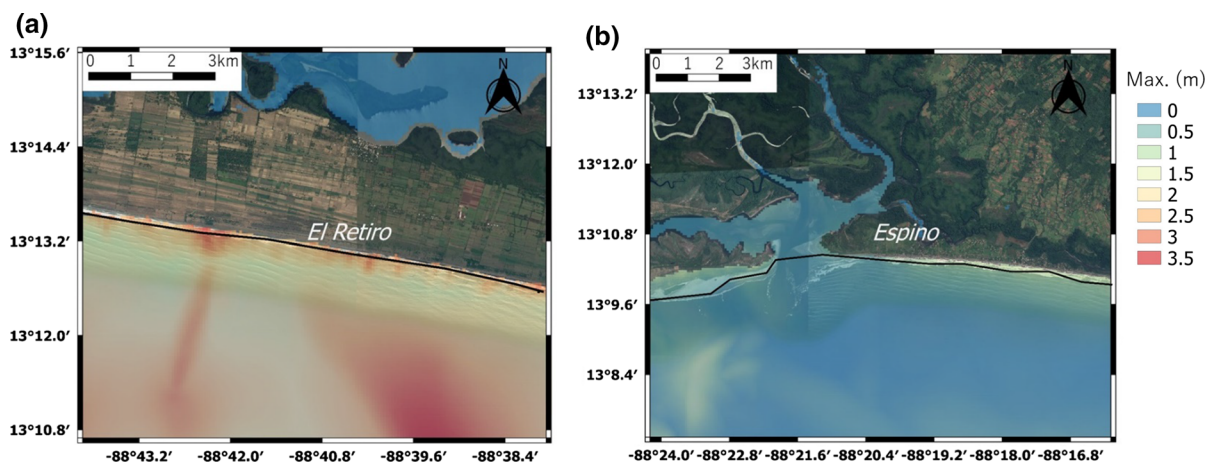 (a)
13°15.6′
13°14.4′
13°13.2′
13°12.0′
13°10.8′
0 1 2 3km
N
El Retiro
-88°43.2′ -88°42.0′ -88°40.8′ -88°39.6′ -88°38.4′
(b)
13°13.2′
13°12.0′
13°10.8′
13°9.6′
13°8.4′
0 1 2 3km
N
Espino
-88°24.0′ -88°22.8′ -88°21.6′ -88°20.4′ -88°19.2′ -88°18.0′ -88°16.8′
Max. (m)
0
0.5
1
1.5
2
2.5
3
3.5